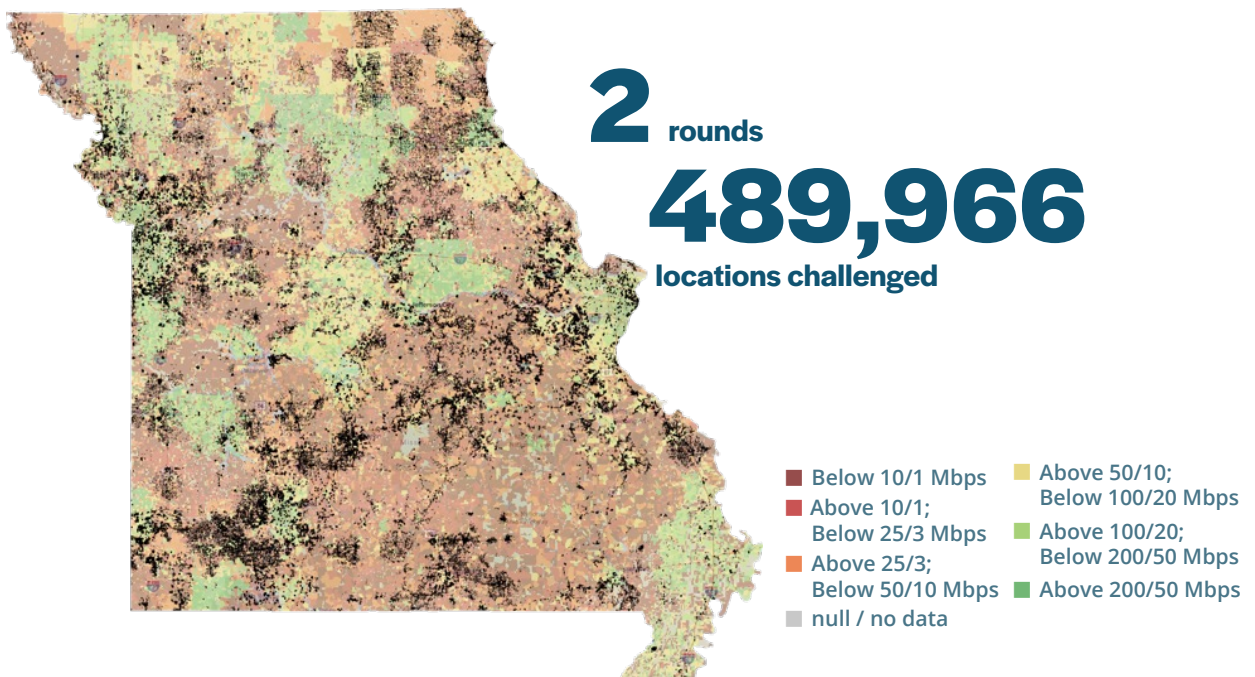 2 rounds
489,966
locations challenged
Below 10/1 Mbps
Above 10/1;
Below 25/3 Mbps
Above 25/3;
Below 50/10 Mbps
null / no data
Above 50/10;
Below 100/20 Mbps
Above 100/20;
Below 200/50 Mbps
Above 200/50 Mbps